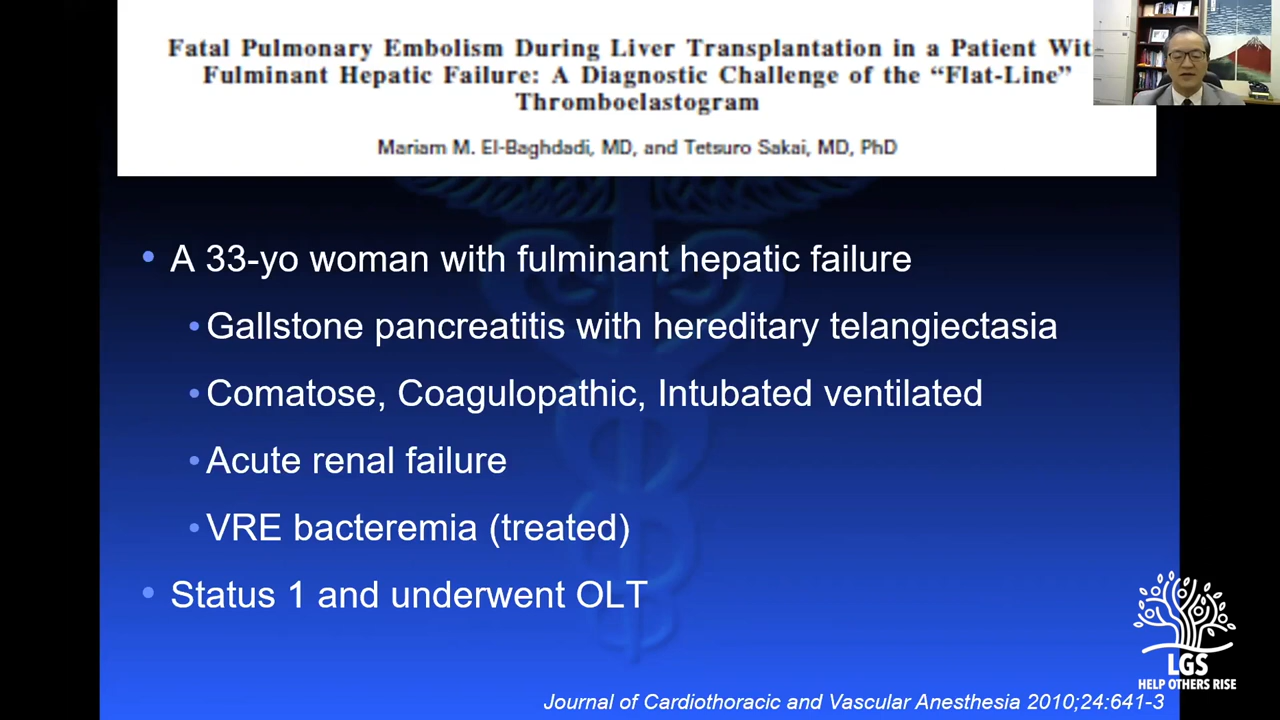 Fatal Pulmonary Embolism During Liver Transplantation in a Patient Wit
Fulminant Hepatic Failure: A Diagnostic Challenge of the “Flat-Line”
Thromboelastogram
Mariam M. El-Baghdadi, MD, and Tetsuro Sakai, MD, PhD
• A 33-yo woman with fulminant hepatic failure
• Gallstone pancreatitis with hereditary telangiectasia
• Comatose, Coagulopathic, Intubated ventilated
• Acute renal failure
• VRE bacteremia (treated)
• Status 1 and underwent OLT
LGS
HELP OTHERS RISE
Journal of Cardiothoracic and Vascular Anesthesia 2010;24:641-3